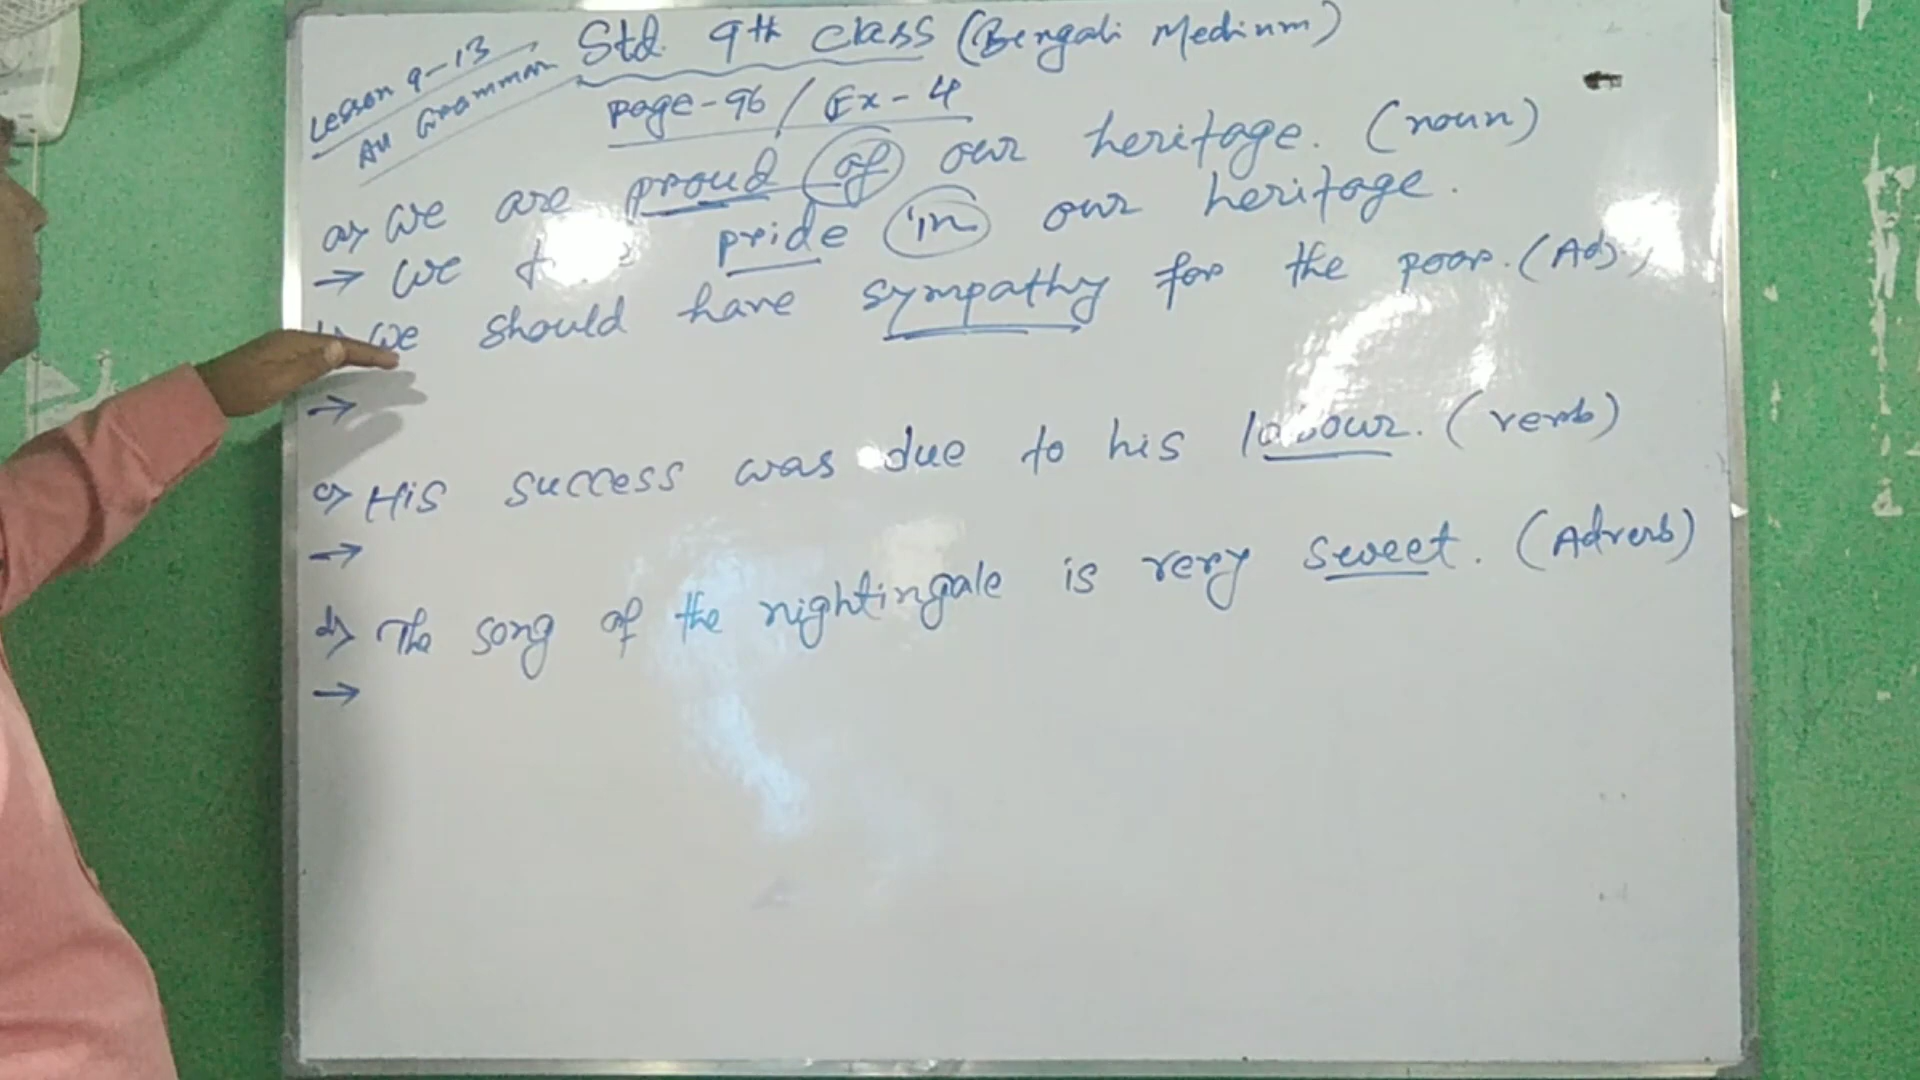 Lesson 9-13
All Grammar
Std. 9th class (Bengali Medium)
Page-96 / Ex-4
a) We are proud of our heritage. (noun)
→ We pride in our heritage.
We should have sympathy for the poor. (Adj.)
→
c) His success was due to his labour. (verb)
→
d) The song of the nightingale is very sweet. (Adverb)
→